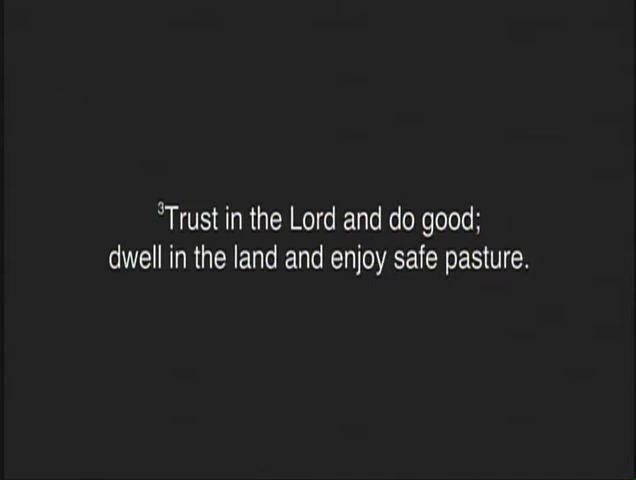 ³Trust in the Lord and do good;
dwell in the land and enjoy safe pasture.